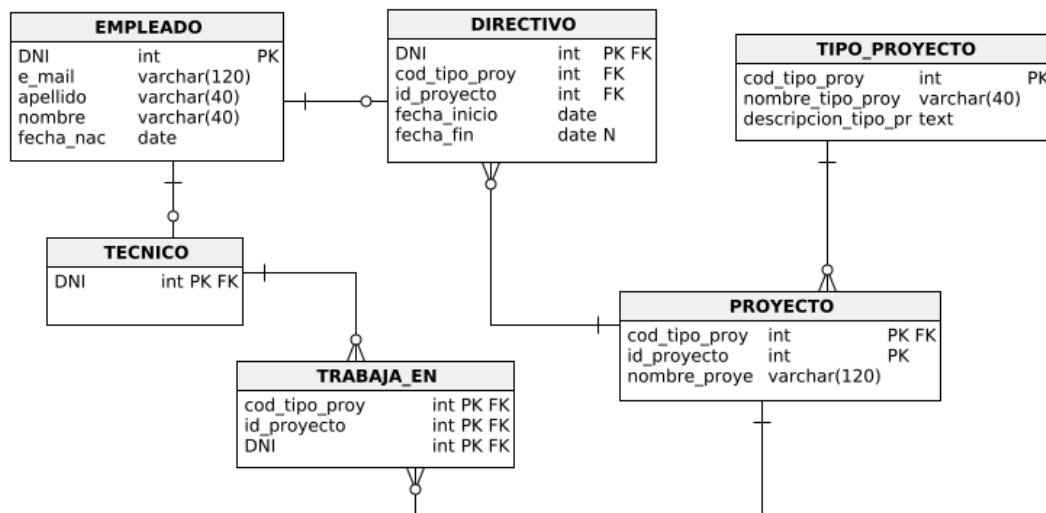 EMPLEADO
DNI int PK
e_mail varchar(120)
apellido varchar(40)
nombre varchar(40)
fecha_nac date
DIRECTIVO
DNI int PK FK
cod_tipo_proy int FK
id_proyecto int FK
fecha_inicio date
fecha_fin date N
TIPO_PROYECTO
cod_tipo_proy int PK
nombre_tipo_proy varchar(40)
descripcion_tipo_pr text
TECNICO
DNI int PK FK
PROYECTO
cod_tipo_proy int PK FK
id_proyecto int PK
nombre_proye varchar(120)
TRABAJA_EN
cod_tipo_proy int PK FK
id_proyecto int PK FK
DNI int PK FK